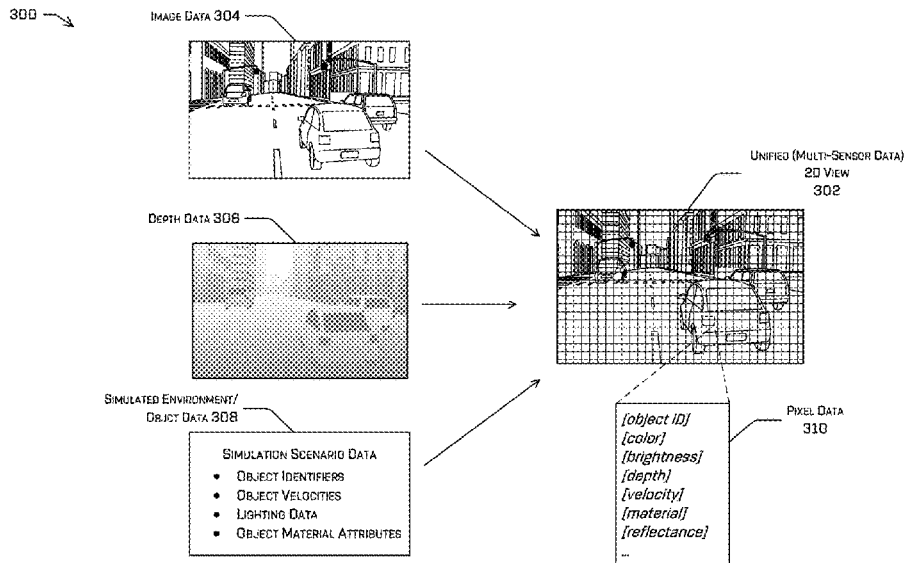 300
IMAGE DATA 304
DEPTH DATA 306
SIMULATED ENVIRONMENT/
OBJCT DATA 308
SIMULATION SCENARIO DATA
• OBJECT IDENTIFIERS
• OBJECT VELOCITIES
• LIGHTING DATA
• OBJECT MATERIAL ATTRIBUTES
UNIFIED (MULTI-SENSOR DATA)
2D VIEW
302
PIXEL DATA
310
[object ID]
[color]
[brightness]
[depth]
[velocity]
[material]
[reflectance]
...